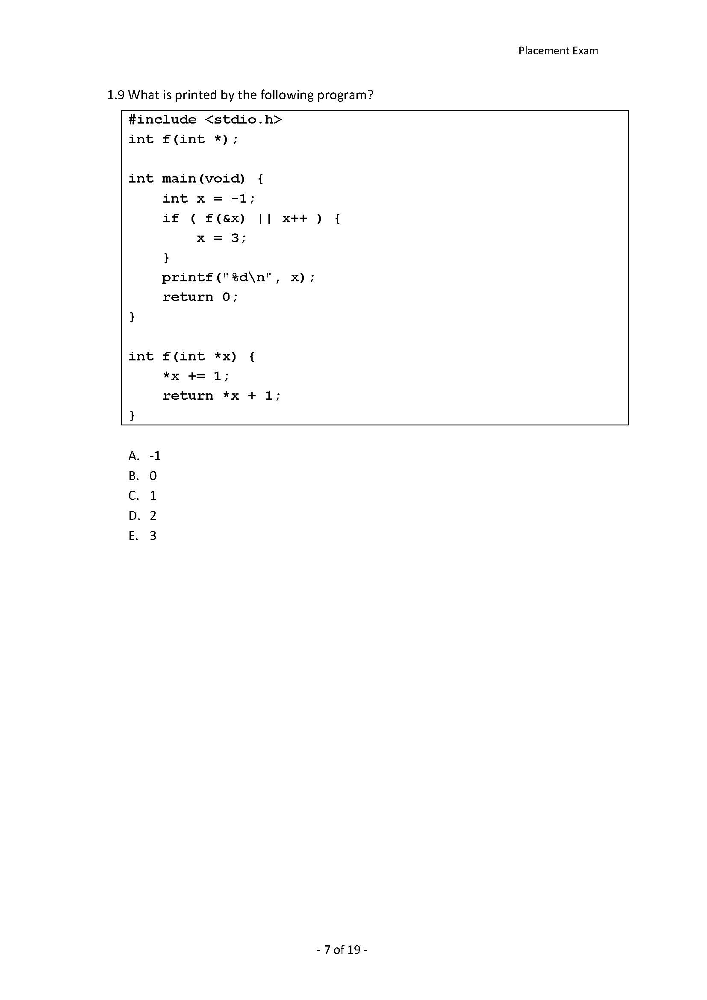 Placement Exam
1.9 What is printed by the following program?
#include <stdio.h>
int f(int *);
int main(void) {
int x = -1;
if ( f(&x) || x++ ) {
x = 3;
}
printf("%d\n", x);
return 0;
}
int f(int *x) {
*x += 1;
return *x + 1;
}
A. -1
B. 0
C. 1
D. 2
E. 3
- 7 of 19 -